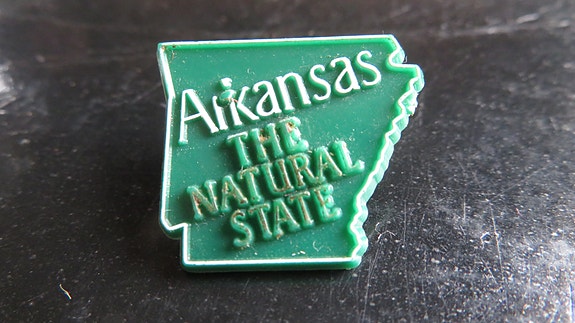 Arkansas
THE
NATURAL
STATE